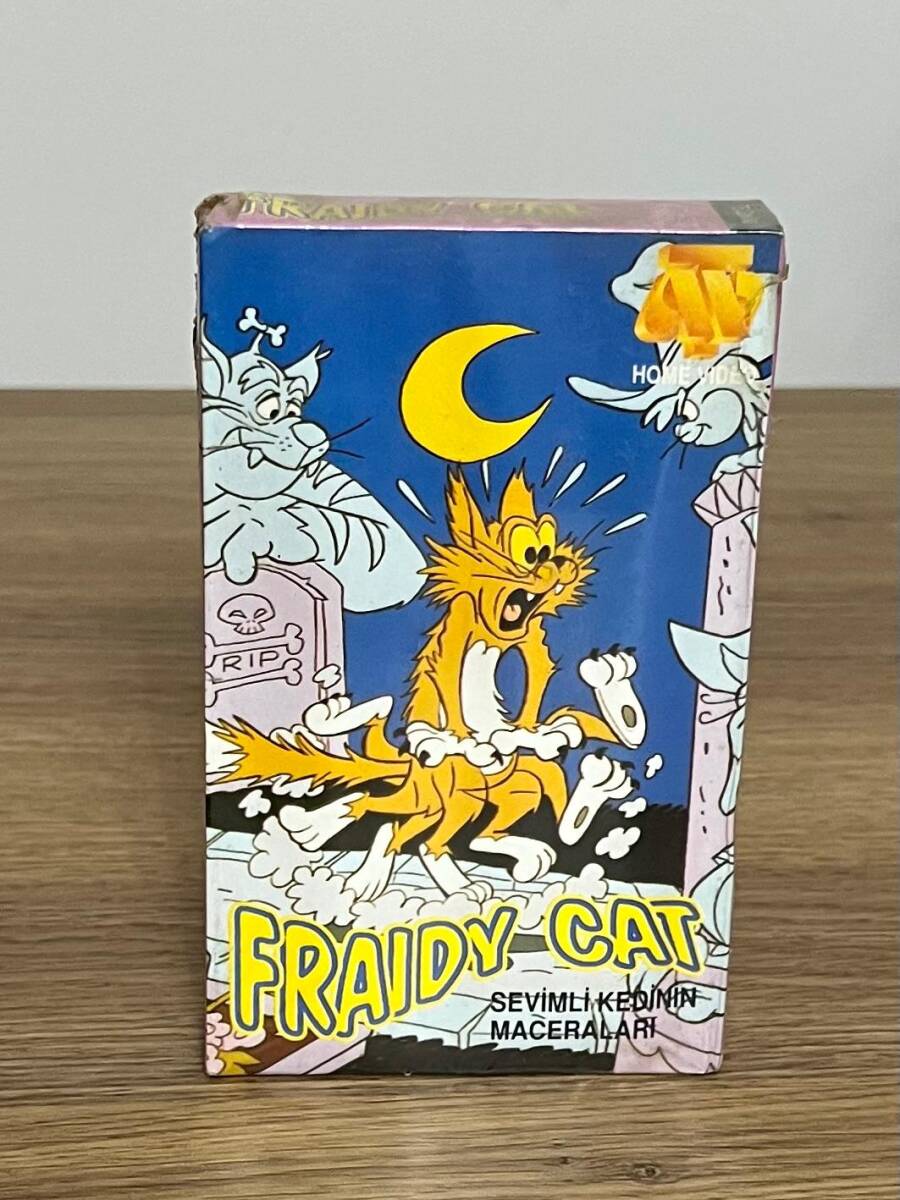 FRAIDY CAT
HOME VIDEO
RIP
FRAIDY CAT
SEVİMLİ KEDİNİN
MACERALARI